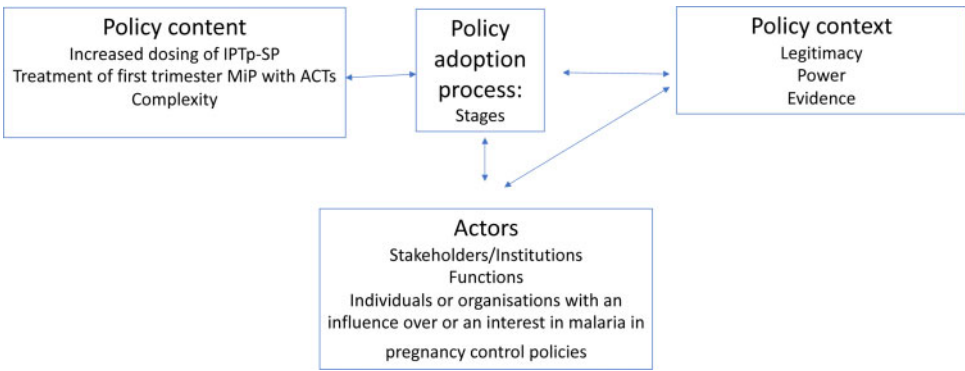 Policy content
Increased dosing of IPTp-SP
Treatment of first trimester MiP with ACTs
Complexity
Policy
adoption
process:
Stages
Policy context
Legitimacy
Power
Evidence
Actors
Stakeholders/Institutions
Functions
Individuals or organisations with an
influence over or an interest in malaria in
pregnancy control policies